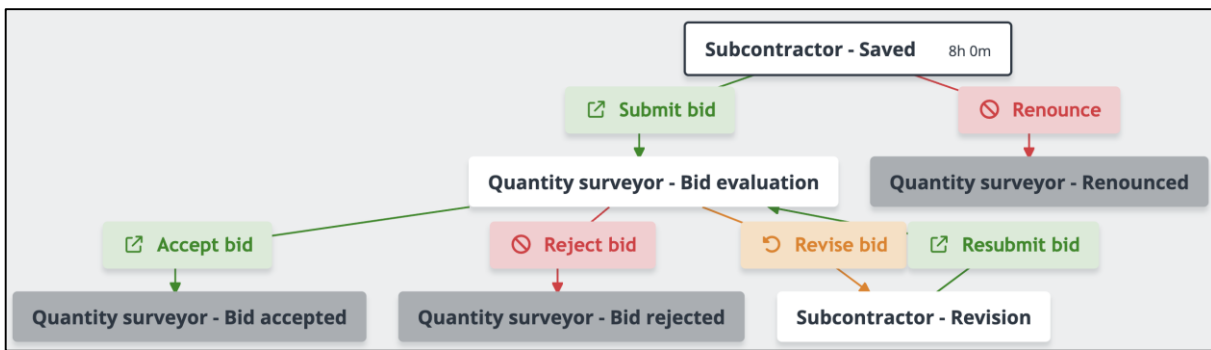 Subcontractor - Saved 8h 0m
Submit bid
Renounce
Quantity surveyor - Bid evaluation
Quantity surveyor - Renounced
Accept bid
Reject bid
Revise bid
Resubmit bid
Quantity surveyor - Bid accepted
Quantity surveyor - Bid rejected
Subcontractor - Revision